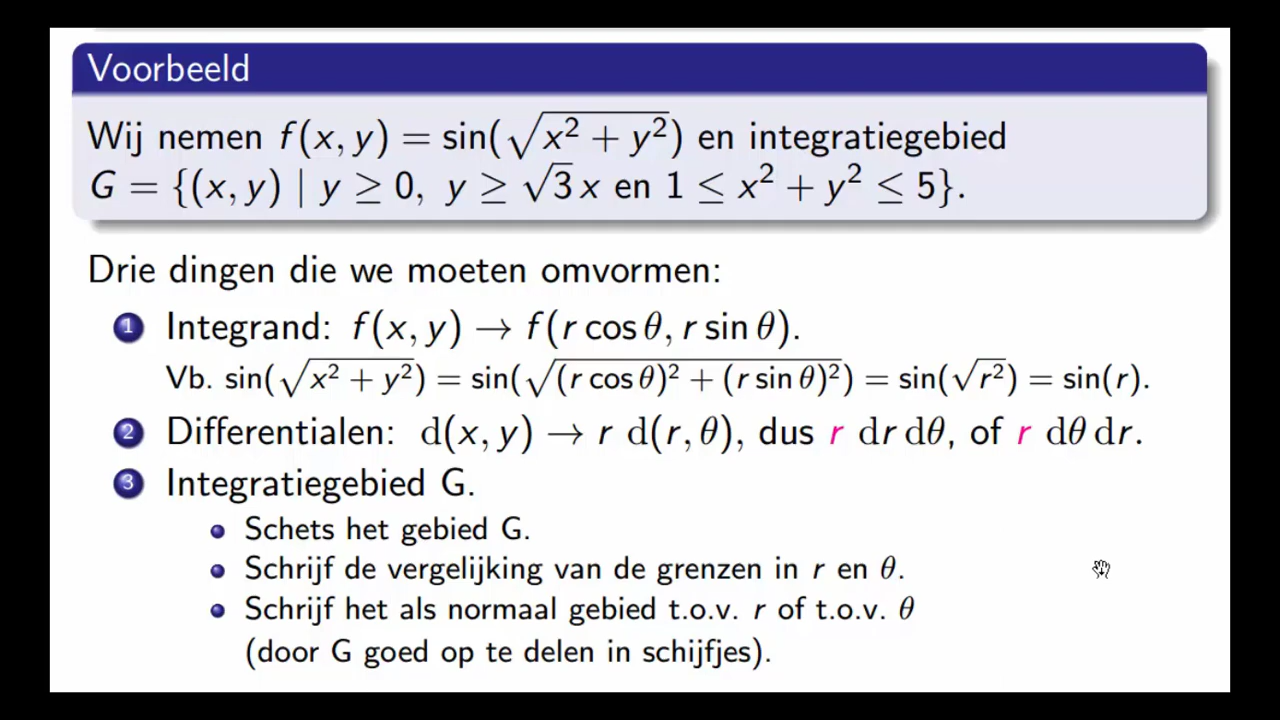 Voorbeeld
Wij nemen f(x, y) = sin(√(x² + y²)) en integratiegebied
G = {(x, y) | y ≥ 0, y ≥ √3 x en 1 ≤ x² + y² ≤ 5}.
Drie dingen die we moeten omvormen:
1 Integrand: f(x, y) → f(r cos θ, r sin θ).
Vb. sin(√(x² + y²)) = sin(√((r cos θ)² + (r sin θ)²)) = sin(√r²) = sin(r).
2 Differentialen: d(x, y) → r d(r, θ), dus r dr dθ, of r dθ dr.
3 Integratiegebied G.
Schets het gebied G.
Schrijf de vergelijking van de grenzen in r en θ.
Schrijf het als normaal gebied t.o.v. r of t.o.v. θ
(door G goed op te delen in schijfjes).